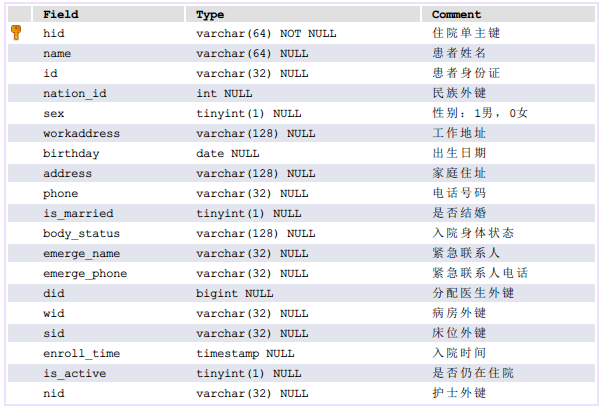 Field Type Comment
hid varchar(64) NOT NULL 住院单主键
name varchar(64) NULL 患者姓名
id varchar(32) NULL 患者身份证
nation_id int NULL 民族外键
sex tinyint(1) NULL 性别：1男，0女
workaddress varchar(128) NULL 工作地址
birthday date NULL 出生日期
address varchar(128) NULL 家庭住址
phone varchar(32) NULL 电话号码
is_married tinyint(1) NULL 是否结婚
body_status varchar(128) NULL 入院身体状态
emerge_name varchar(32) NULL 紧急联系人
emerge_phone varchar(32) NULL 紧急联系人电话
did bigint NULL 分配医生外键
wid varchar(32) NULL 病房外键
sid varchar(32) NULL 床位外键
enroll_time timestamp NULL 入院时间
is_active tinyint(1) NULL 是否仍在住院
nid varchar(32) NULL 护士外键